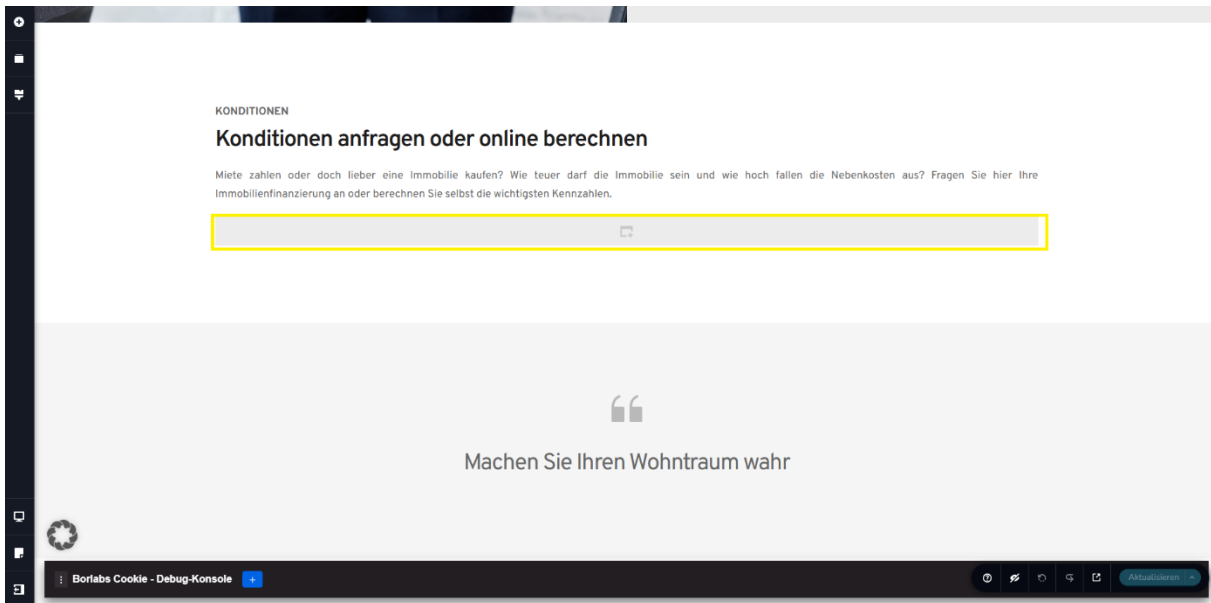 KONDITIONEN
Konditionen anfragen oder online berechnen
Miete zahlen oder doch lieber eine Immobilie kaufen? Wie teuer darf die Immobilie sein und wie hoch fallen die Nebenkosten aus? Fragen Sie hier Ihre
Immobilienfinanzierung an oder berechnen Sie selbst die wichtigsten Kennzahlen.
Machen Sie Ihren Wohntraum wahr
Borlabs Cookie - Debug-Konsole
Aktualisieren